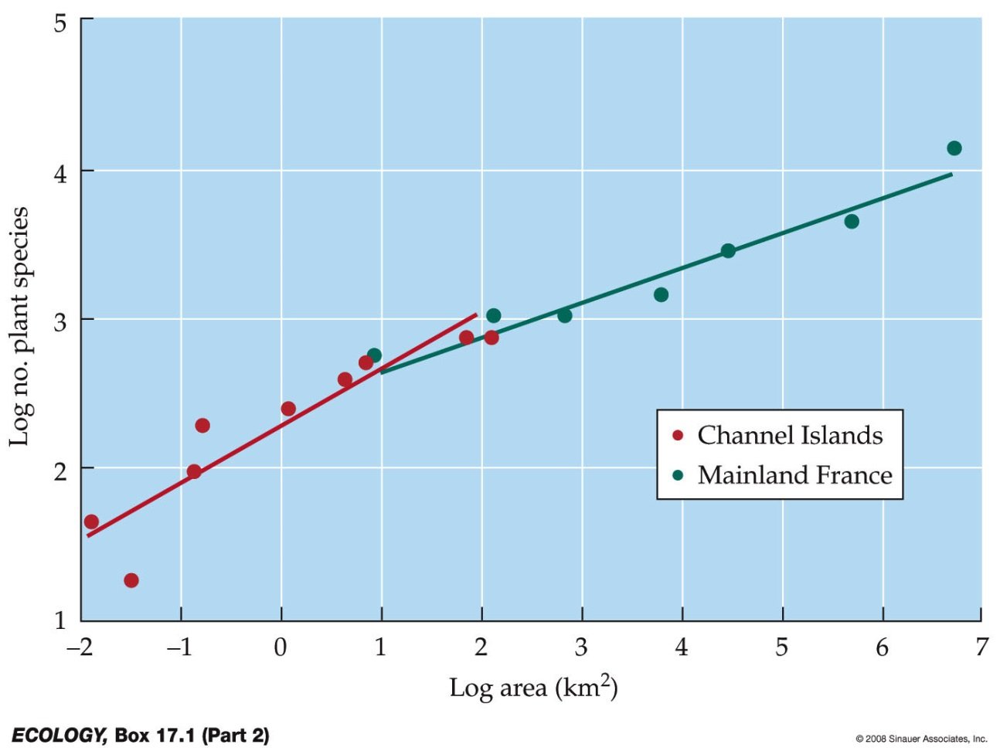 5
4
3
2
1
Log no. plant species
Channel Islands
Mainland France
–2 –1 0 1 2 3 4 5 6 7
Log area (km²)
ECOLOGY, Box 17.1 (Part 2)
© 2008 Sinauer Associates, Inc.